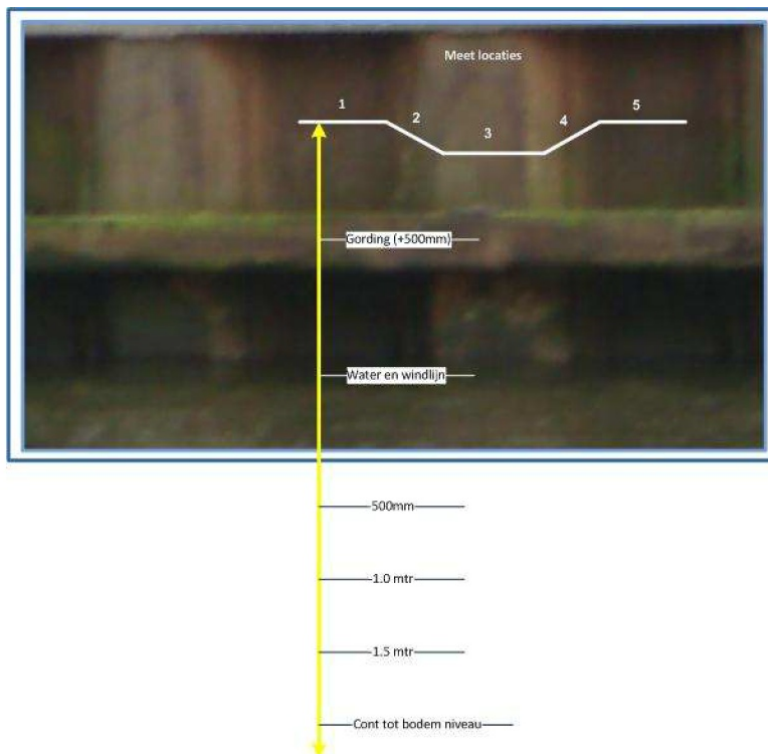 Meet locaties
1
2
3
4
5
Gording (+500mm)
Water en windlijn
500mm
1.0 mtr
1.5 mtr
Cont tot bodem niveau